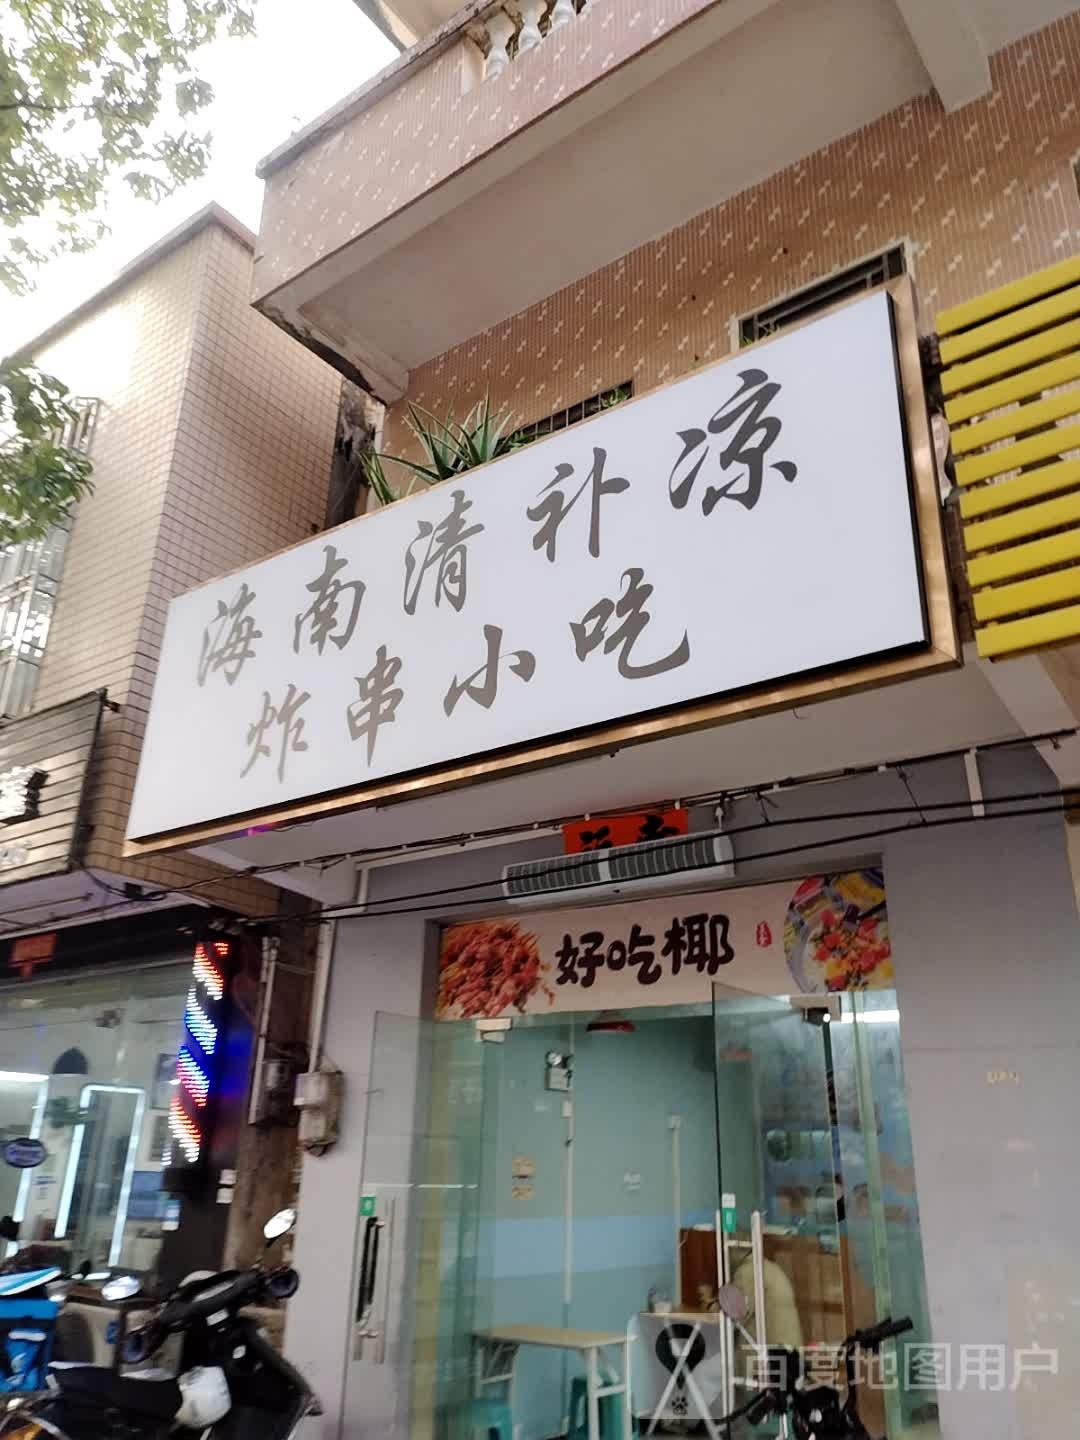 海南清补凉
炸串小吃
好吃椰
百度地图用户